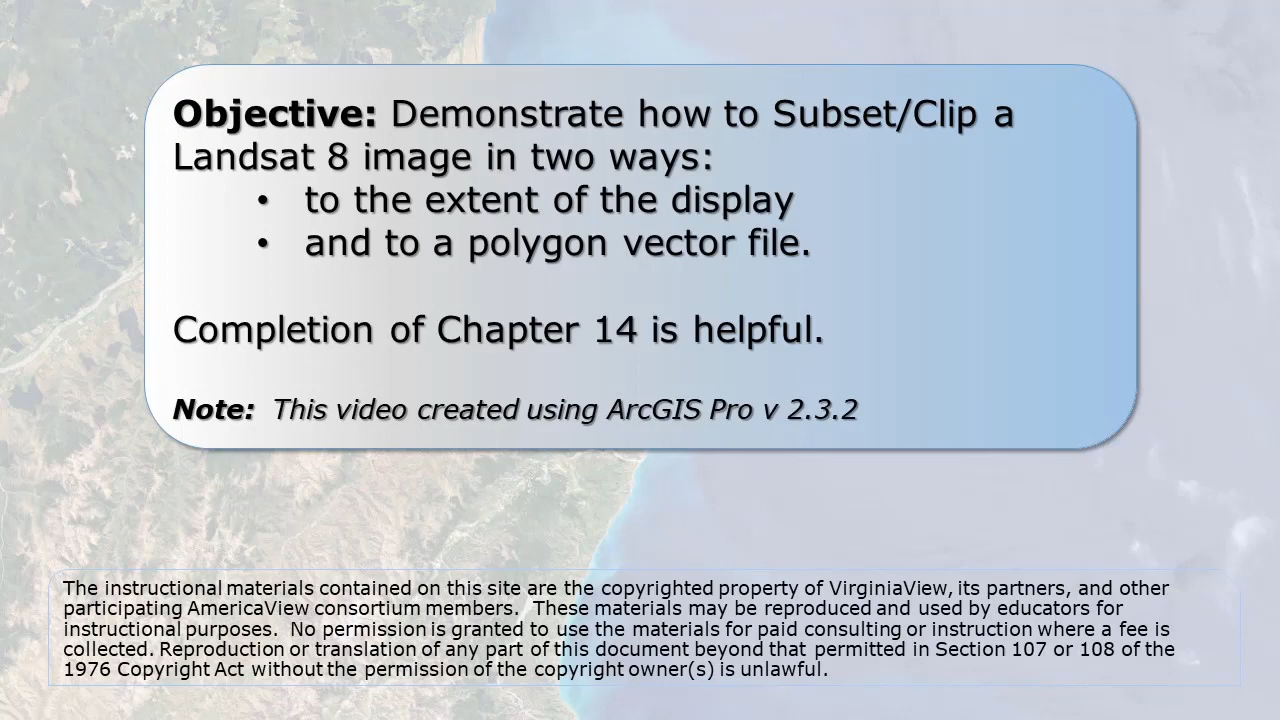 Objective: Demonstrate how to Subset/Clip a
Landsat 8 image in two ways:
• to the extent of the display
• and to a polygon vector file.
Completion of Chapter 14 is helpful.
Note: This video created using ArcGIS Pro v 2.3.2
The instructional materials contained on this site are the copyrighted property of VirginiaView, its partners, and other
participating AmericaView consortium members. These materials may be reproduced and used by educators for
instructional purposes. No permission is granted to use the materials for paid consulting or instruction where a fee is
collected. Reproduction or translation of any part of this document beyond that permitted in Section 107 or 108 of the
1976 Copyright Act without the permission of the copyright owner(s) is unlawful.